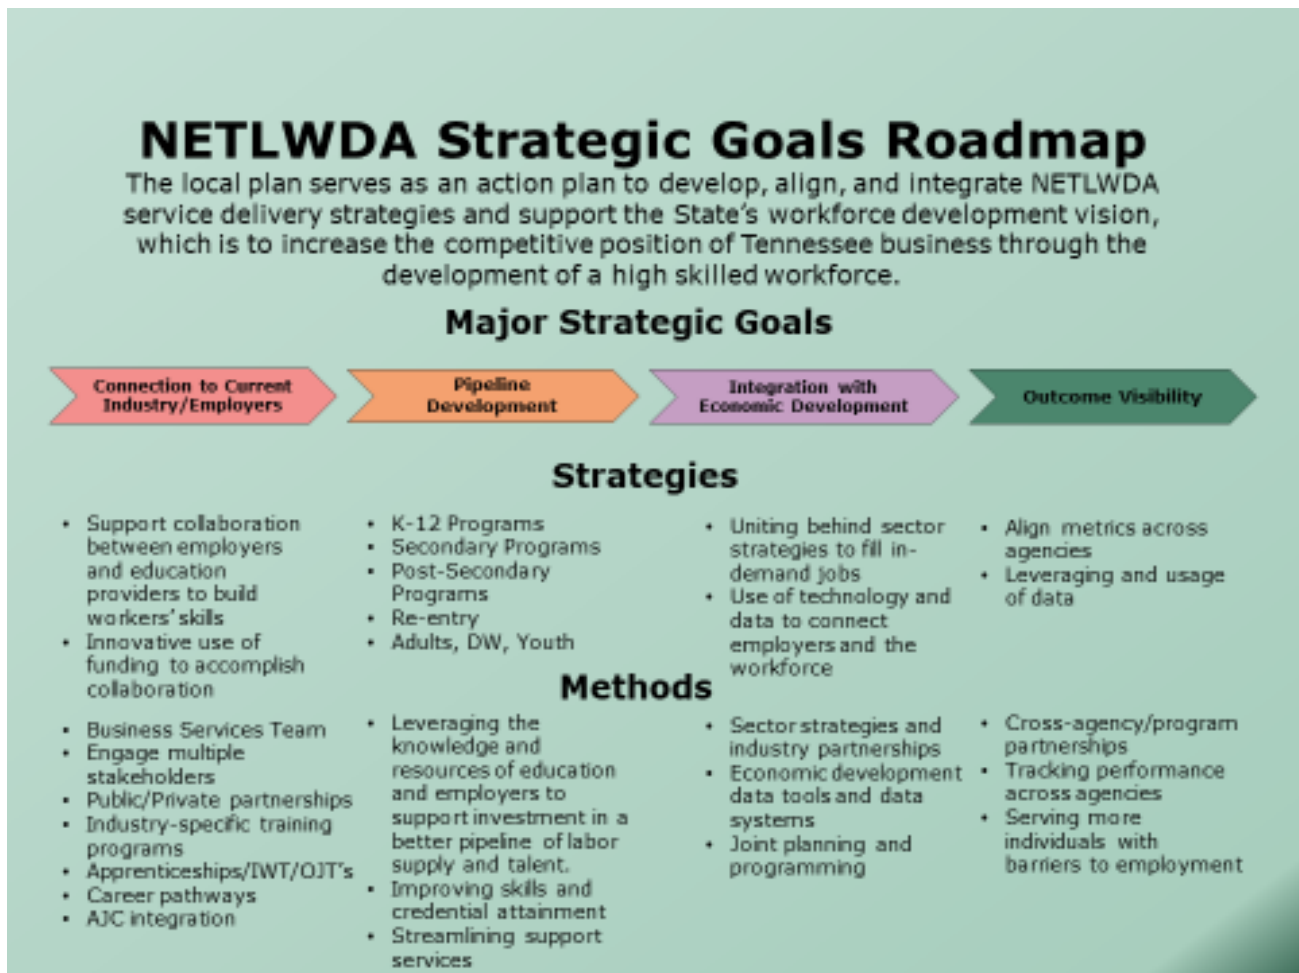 NETLWDA Strategic Goals Roadmap
The local plan serves as an action plan to develop, align, and integrate NETLWDA
service delivery strategies and support the State's workforce development vision,
which is to increase the competitive position of Tennessee business through the
development of a high skilled workforce.
Major Strategic Goals
Connection to Current
Industry/Employers
Pipeline
Development
Integration with
Economic Development
Outcome Visibility
Strategies
• Support collaboration
between employers
and education
providers to build
workers' skills
• Innovative use of
funding to accomplish
collaboration
• K-12 Programs
• Secondary Programs
• Post-Secondary
Programs
• Re-entry
• Adults, DW, Youth
• Uniting behind sector
strategies to fill in-
demand jobs
• Use of technology and
data to connect
employers and the
workforce
• Align metrics across
agencies
• Leveraging and usage
of data
Methods
• Business Services Team
• Engage multiple
stakeholders
• Public/Private partnerships
• Industry-specific training
programs
• Apprenticeships/IWT/OJT's
• Career pathways
• AJC integration
• Leveraging the
knowledge and
resources of education
and employers to
support investment in a
better pipeline of labor
supply and talent.
• Improving skills and
credential attainment
• Streamlining support
services
• Sector strategies and
industry partnerships
• Economic development
data tools and data
systems
• Joint planning and
programming
• Cross-agency/program
partnerships
• Tracking performance
across agencies
• Serving more
individuals with
barriers to employment